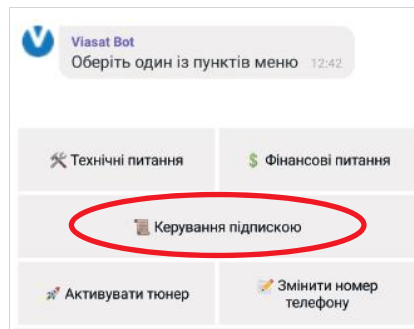 Viasat Bot
Оберіть один із пунктів меню 12:42
🛠 Технічні питання
💲 Фінансові питання
📜 Керування підпискою
🚀 Активувати тюнер
📝 Змінити номер
телефону